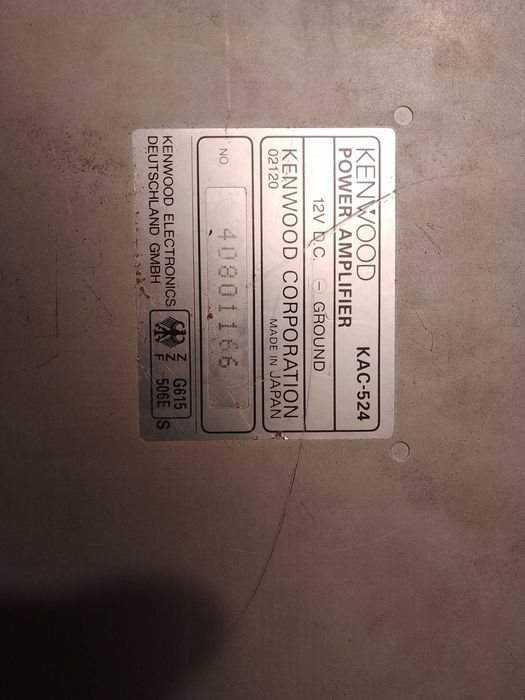 KENWOOD
POWER AMPLIFIER KAC-524
12V D.C. ⊖ GROUND
KENWOOD CORPORATION
02120 MADE IN JAPAN
NO. 40801166
KENWOOD ELECTRONICS
DEUTSCHLAND GMBH
ZZF G615
506E S